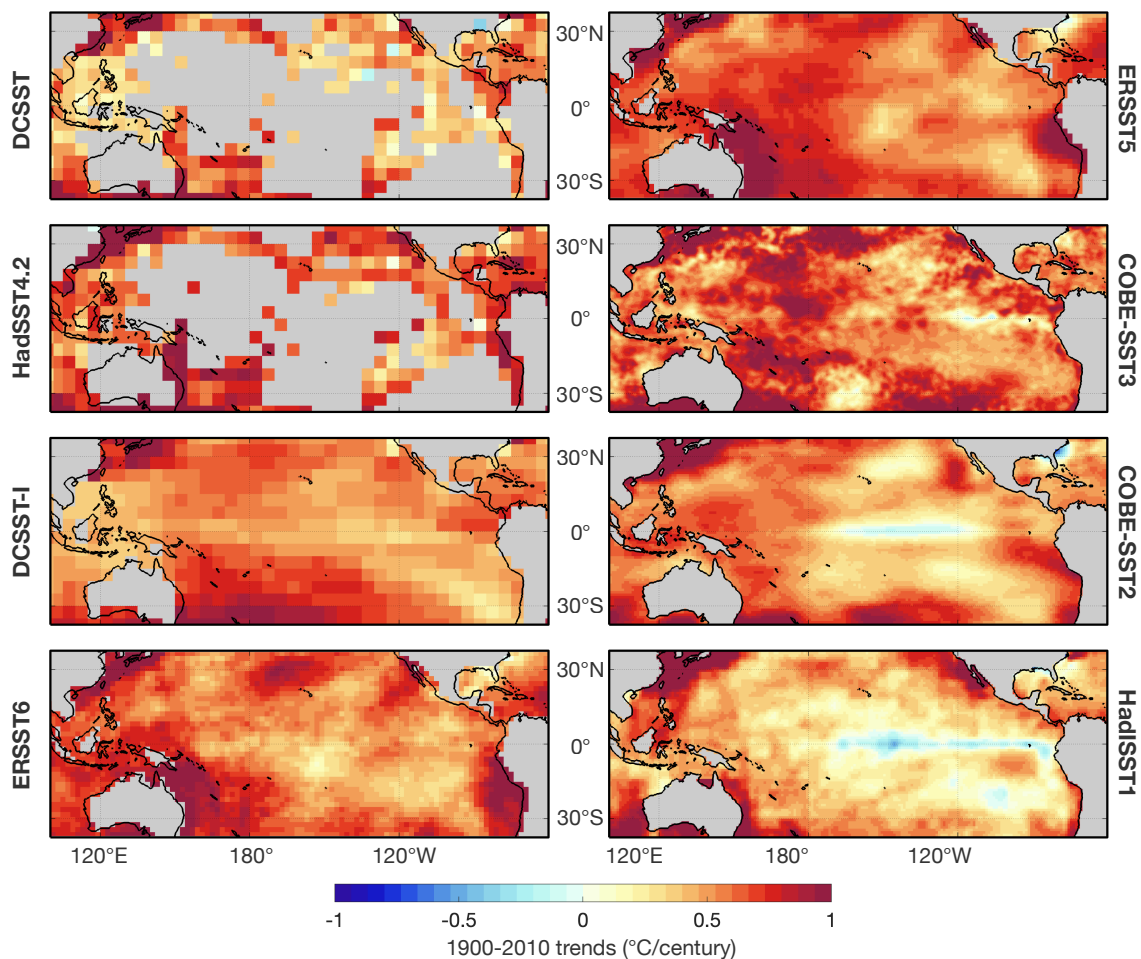 DCSST
30°N
0°
30°S
ERSST5
HadSST4.2
30°N
0°
30°S
COBE-SST3
DCSST-I
30°N
0°
30°S
COBE-SST2
ERSST6
30°N
0°
30°S
HadISST1
120°E 180° 120°W 120°E 180° 120°W
-1 -0.5 0 0.5 1
1900-2010 trends (°C/century)